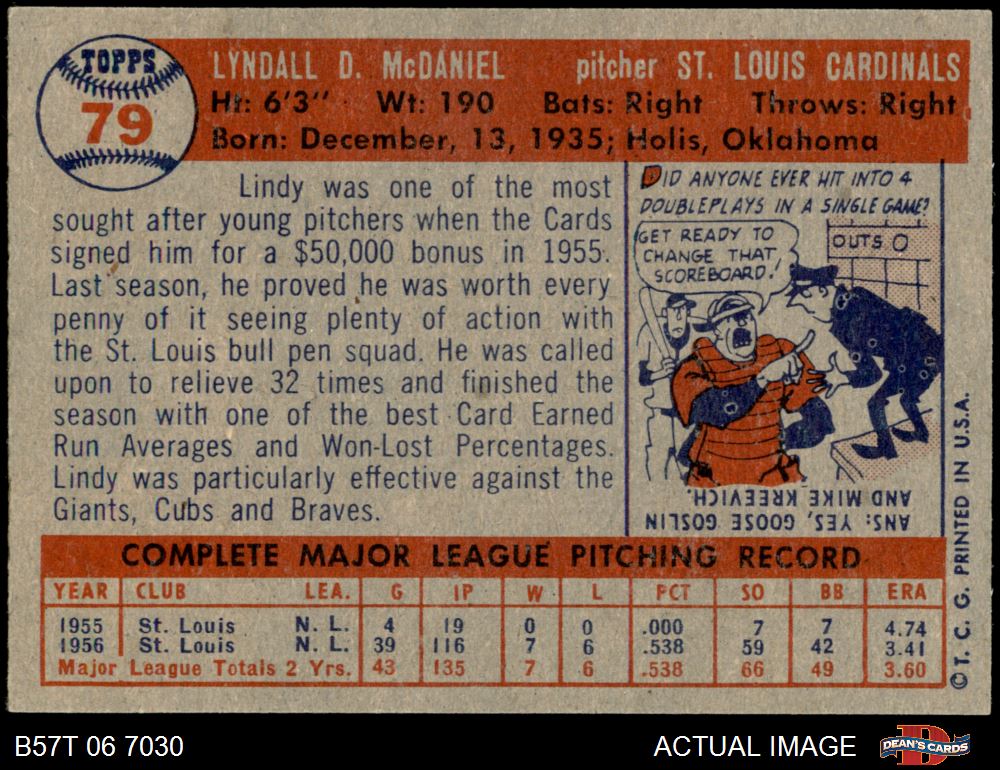 TOPPS
79
LYNDALL D. McDANIEL pitcher ST. LOUIS CARDINALS
Ht: 6'3" Wt: 190 Bats: Right Throws: Right
Born: December, 13, 1935; Holis, Oklahoma
Lindy was one of the most
sought after young pitchers when the Cards
signed him for a $50,000 bonus in 1955.
Last season, he proved he was worth every
penny of it seeing plenty of action with
the St. Louis bull pen squad. He was called
upon to relieve 32 times and finished the
season with one of the best Card Earned
Run Averages and Won-Lost Percentages.
Lindy was particularly effective against the
Giants, Cubs and Braves.
DID ANYONE EVER HIT INTO 4
DOUBLEPLAYS IN A SINGLE GAME?
GET READY TO
CHANGE THAT
SCOREBOARD!
OUTS 0
ANS: YES, GOOSE GOSLIN
AND MIKE KREEVICH.
COMPLETE MAJOR LEAGUE PITCHING RECORD
YEAR CLUB LEA. G IP W L PCT SO BB ERA
1955 St. Louis N. L. 4 19 0 0 .000 7 7 4.74
1956 St. Louis N. L. 39 116 7 6 .538 59 42 3.41
Major League Totals 2 Yrs. 43 135 7 6 .538 66 49 3.60
©T. C. G. PRINTED IN U.S.A.
B57T 06 7030
ACTUAL IMAGE
DEAN'S CARDS